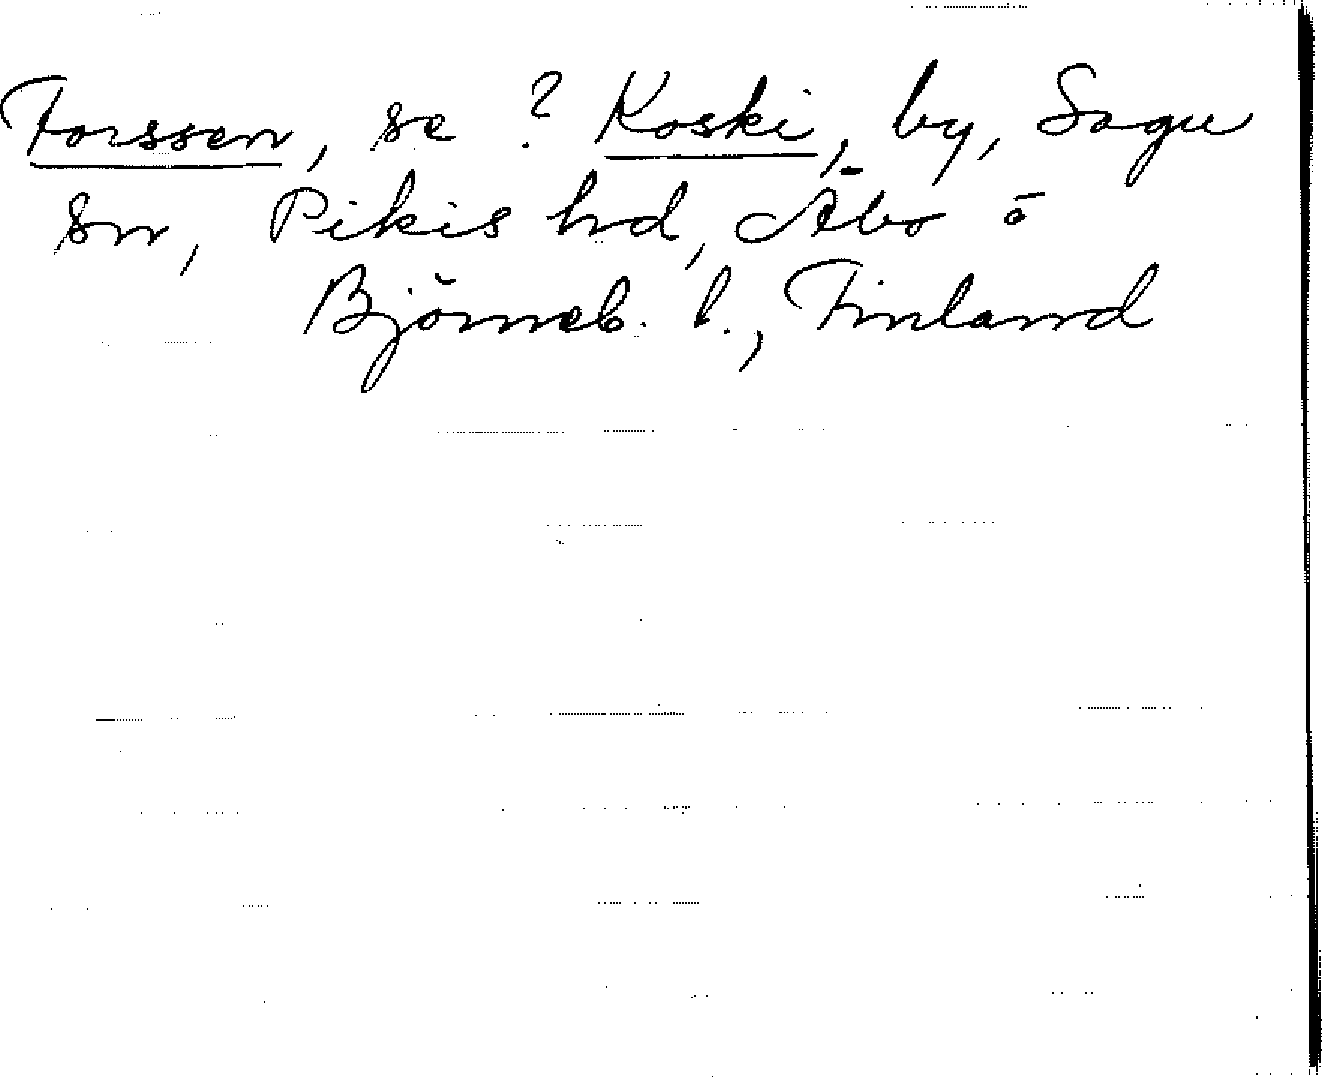 Forssen, se ? Koski, by, Sagu
sn, Pikis hd, Åbo o
Björneb. l., Finland